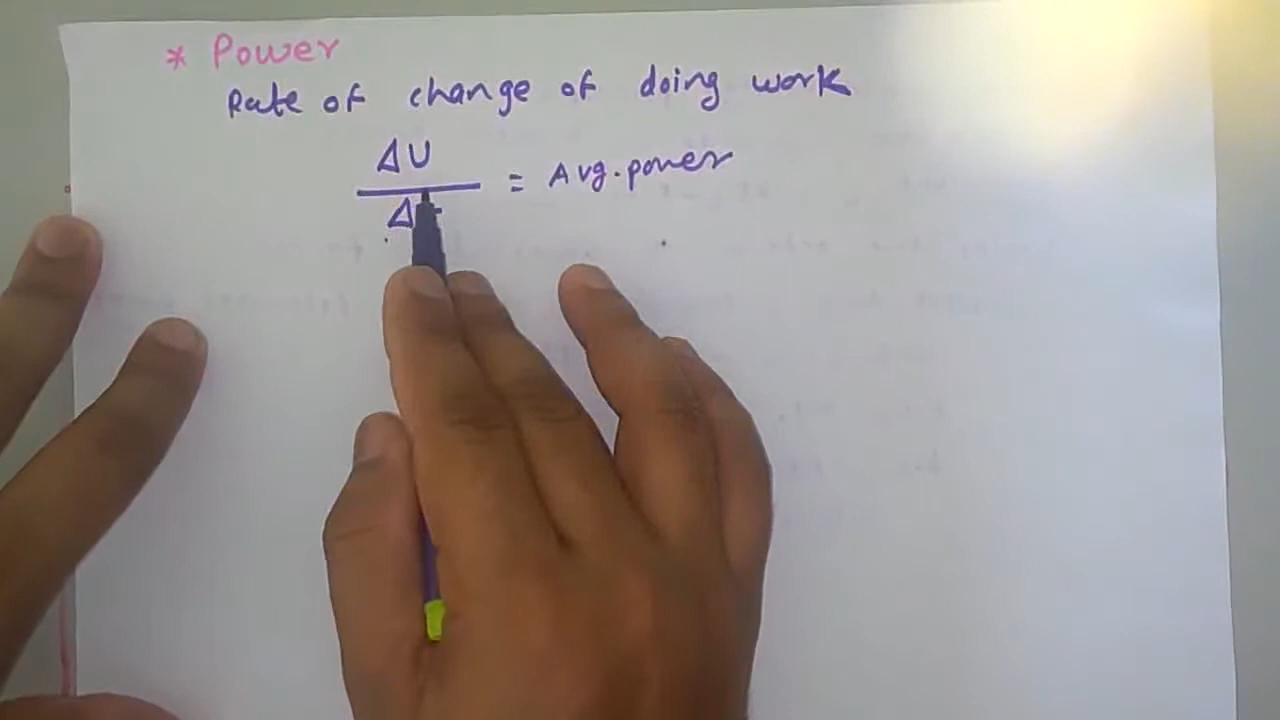 * Power
Rate of change of doing work
ΔU
= Avg. power
Δ